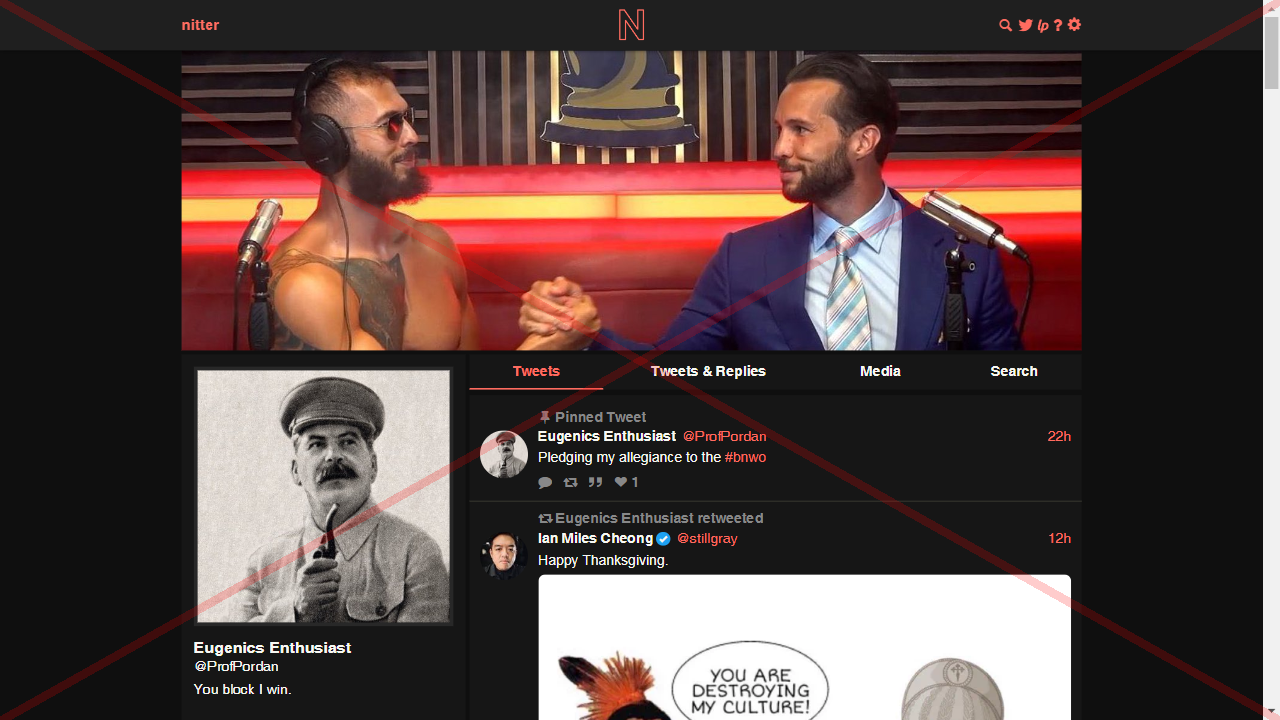 nitter
N
lp ?
Tweets Tweets & Replies Media Search
Pinned Tweet
Eugenics Enthusiast @ProfPordan 22h
Pledging my allegiance to the #bnwo
1
Eugenics Enthusiast retweeted
Ian Miles Cheong @stillgray 12h
Happy Thanksgiving.
YOU ARE
DESTROYING
MY CULTURE!
Eugenics Enthusiast
@ProfPordan
You block I win.